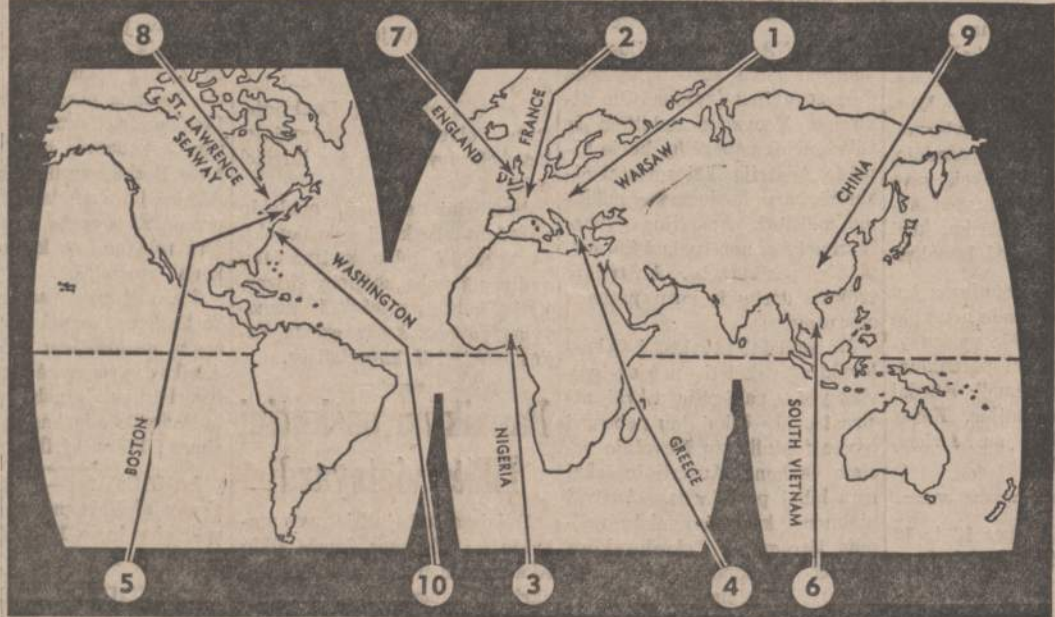 8
7
2
1
9
ST. LAWRENCE
SEAWAY
ENGLAND
FRANCE
WARSAW
CHINA
WASHINGTON
BOSTON
NIGERIA
GREECE
SOUTH VIETNAM
5
10
3
4
6